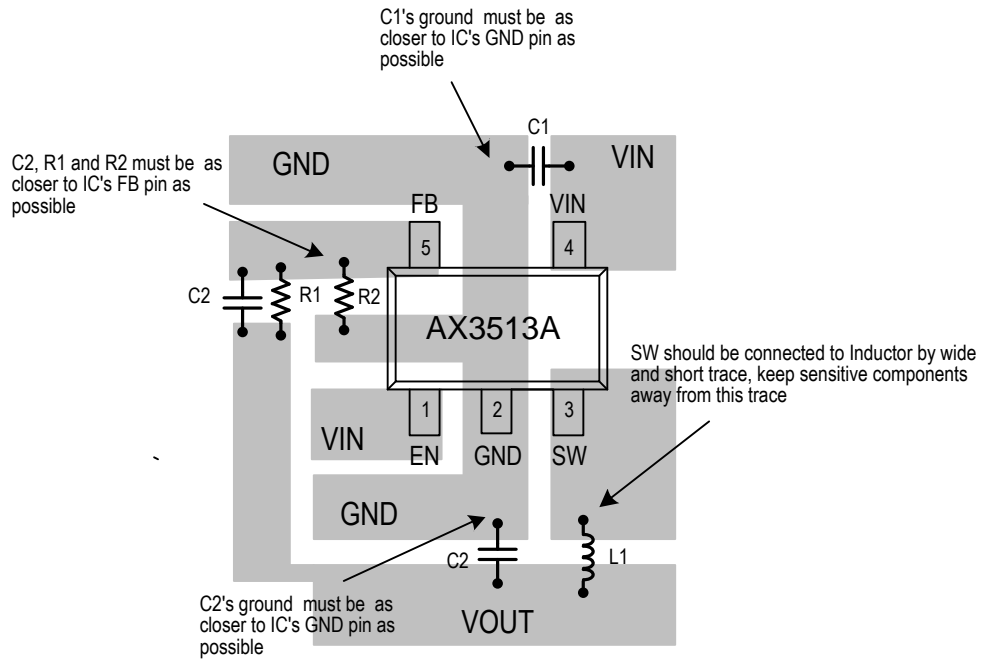 C1's ground must be as
closer to IC's GND pin as
possible
C1
C2, R1 and R2 must be as
closer to IC's FB pin as
possible
GND
VIN
FB
VIN
5
4
C2
R1
R2
AX3513A
SW should be connected to Inductor by wide
and short trace, keep sensitive components
away from this trace
1
2
3
VIN
EN
GND
SW
GND
C2
L1
C2's ground must be as
closer to IC's GND pin as
possible
VOUT